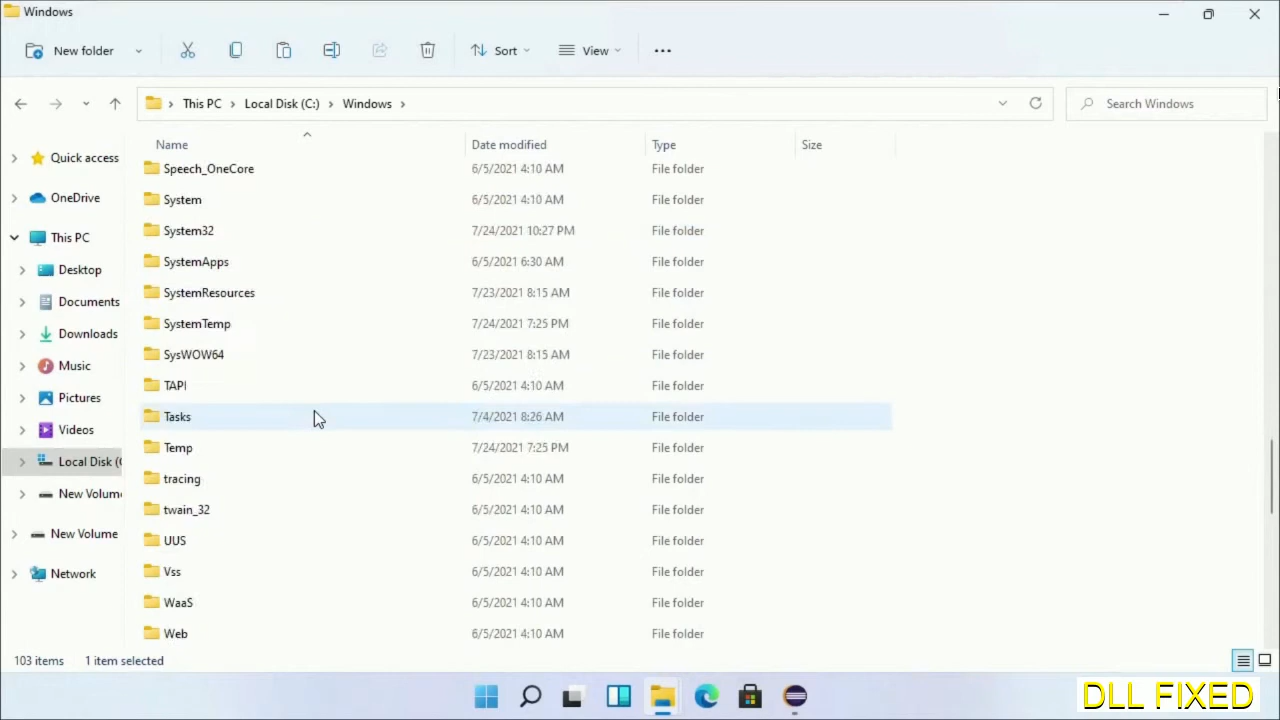 Windows
New folder
Sort
View
This PC > Local Disk (C:) > Windows >
Search Windows
Name Date modified Type Size
Quick access
OneDrive
This PC
Desktop
Documents
Downloads
Music
Pictures
Videos
Local Disk (
New Volum
New Volume
Network
Speech_OneCore 6/5/2021 4:10 AM File folder
System 6/5/2021 4:10 AM File folder
System32 7/24/2021 10:27 PM File folder
SystemApps 6/5/2021 6:30 AM File folder
SystemResources 7/23/2021 8:15 AM File folder
SystemTemp 7/24/2021 7:25 PM File folder
SysWOW64 7/23/2021 8:15 AM File folder
TAPI 6/5/2021 4:10 AM File folder
Tasks 7/4/2021 8:26 AM File folder
Temp 7/24/2021 7:25 PM File folder
tracing 6/5/2021 4:10 AM File folder
twain_32 6/5/2021 4:10 AM File folder
UUS 6/5/2021 4:10 AM File folder
Vss 6/5/2021 4:10 AM File folder
WaaS 6/5/2021 4:10 AM File folder
Web 6/5/2021 4:10 AM File folder
103 items 1 item selected
DLL FIXED